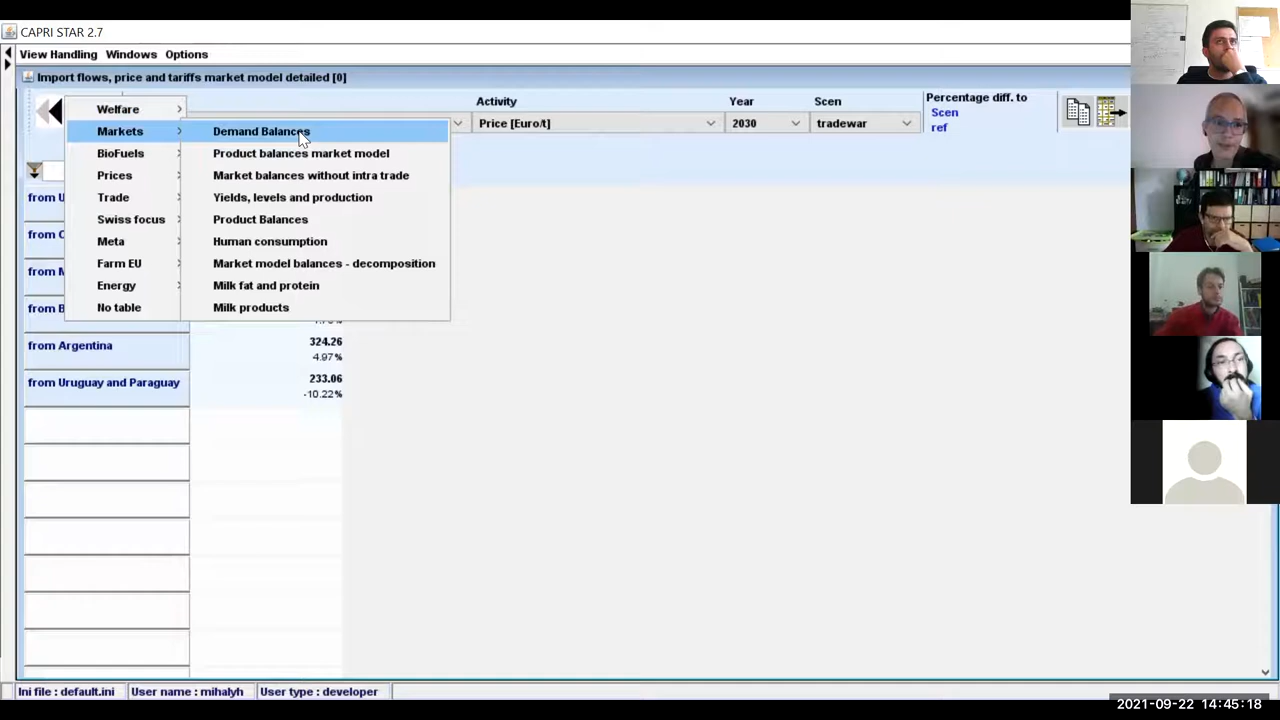 CAPRI STAR 2.7
View Handling Windows Options
Import flows, price and tariffs market model detailed [0]
Activity Year Scen Percentage diff. to
Price [Euro/t] 2030 tradewar Scen
ref
Welfare
Markets
BioFuels
Prices
Trade
Swiss focus
Meta
Farm EU
Energy
No table
Demand Balances
Product balances market model
Market balances without intra trade
Yields, levels and production
Product Balances
Human consumption
Market model balances - decomposition
Milk fat and protein
Milk products
from U
from C
from M
from B
from Argentina 324.26
4.97%
from Uruguay and Paraguay 233.06
-10.22%
Ini file : default.ini User name : mihalyh User type : developer
2021-09-22 14:45:18